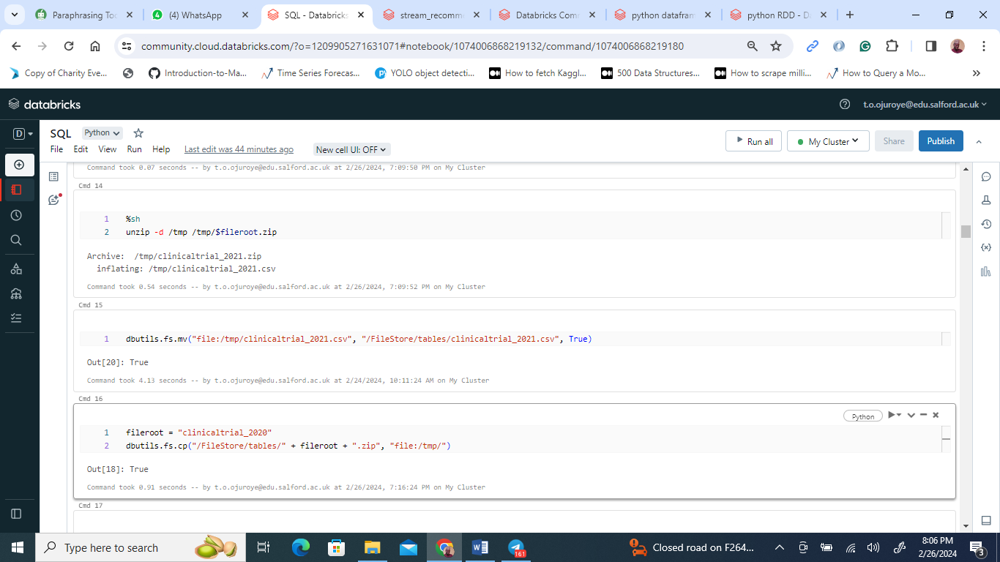 Paraphrasing Too
(4) WhatsApp
SQL - Databricks
stream_recomme
Databricks Com
python datafram
python RDD - Da
community.cloud.databricks.com/?o=1209905271631071#notebook/1074006868219132/command/1074006868219180
Copy of Charity Eve...
Introduction-to-Ma...
Time Series Forecas...
YOLO object detecti...
How to fetch Kaggl...
500 Data Structures...
How to scrape milli...
How to Query a Mo...
databricks
t.o.ojuroye@edu.salford.ac.uk
D
SQL
Python
File
Edit
View
Run
Help
Last edit was 44 minutes ago
New cell UI: OFF
Run all
My Cluster
Share
Publish
Command took 0.07 seconds -- by t.o.ojuroye@edu.salford.ac.uk at 2/26/2024, 7:09:50 PM on My Cluster
Cmd 14
1 %sh
2 unzip -d /tmp /tmp/$fileroot.zip
Archive:  /tmp/clinicaltrial_2021.zip
inflating: /tmp/clinicaltrial_2021.csv
Command took 0.54 seconds -- by t.o.ojuroye@edu.salford.ac.uk at 2/26/2024, 7:09:52 PM on My Cluster
Cmd 15
1 dbutils.fs.mv("file:/tmp/clinicaltrial_2021.csv", "/FileStore/tables/clinicaltrial_2021.csv", True)
Out[20]: True
Command took 4.13 seconds -- by t.o.ojuroye@edu.salford.ac.uk at 2/24/2024, 10:11:24 AM on My Cluster
Cmd 16
Python
1 fileroot = "clinicaltrial_2020"
2 dbutils.fs.cp("/FileStore/tables/" + fileroot + ".zip", "file:/tmp/")
Out[18]: True
Command took 0.91 seconds -- by t.o.ojuroye@edu.salford.ac.uk at 2/26/2024, 7:16:24 PM on My Cluster
Cmd 17
Type here to search
161
Closed road on F264...
8:06 PM
2/26/2024
3